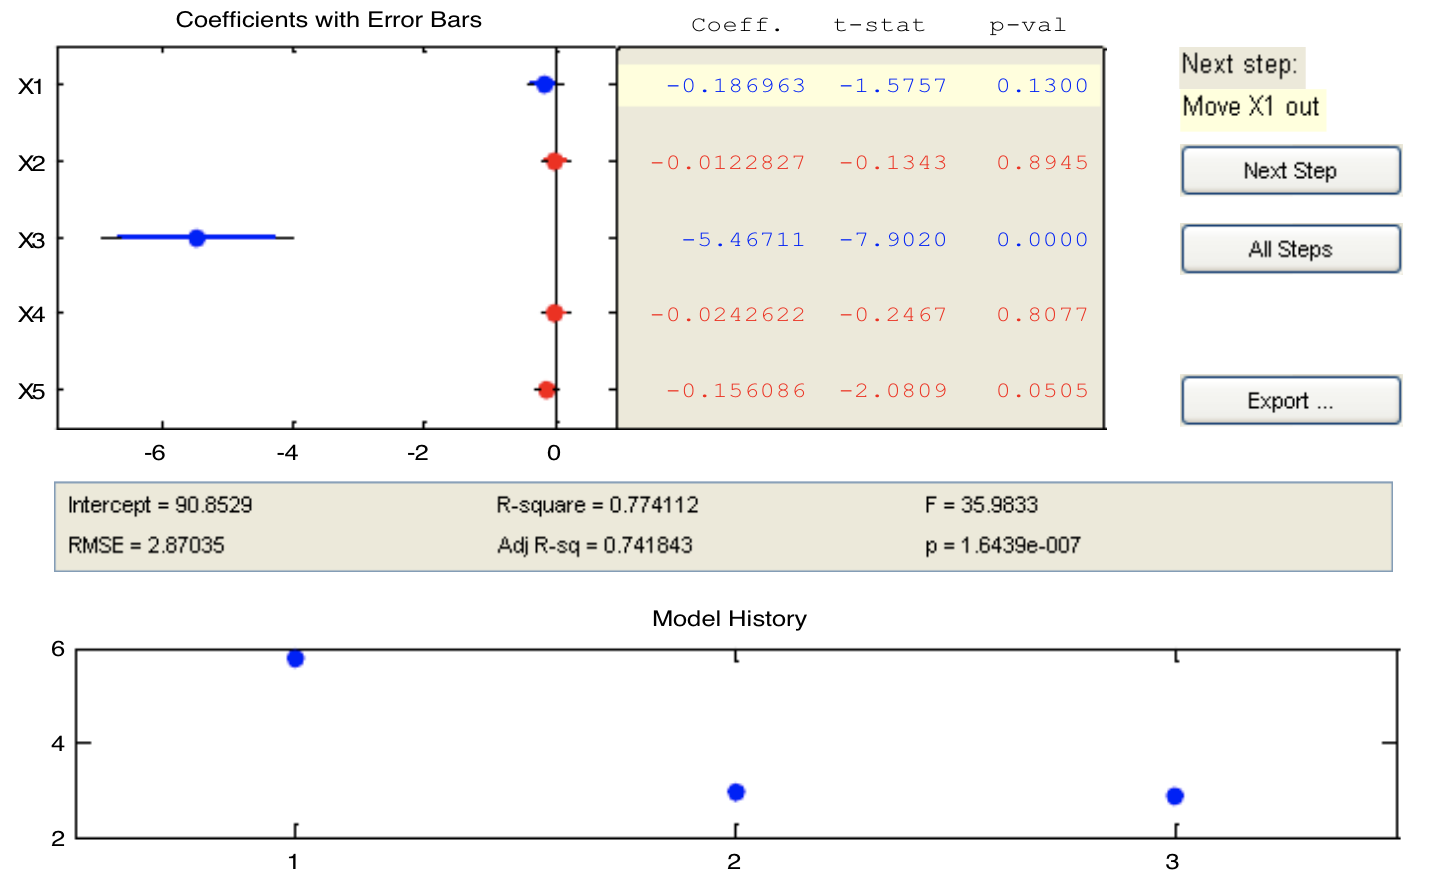 Coefficients with Error Bars
Coeff. t-stat p-val
X1 -0.186963 -1.5757 0.1300
X2 -0.0122827 -0.1343 0.8945
X3 -5.46711 -7.9020 0.0000
X4 -0.0242622 -0.2467 0.8077
X5 -0.156086 -2.0809 0.0505
-6 -4 -2 0
Next step:
Move X1 out
Next Step
All Steps
Export ...
Intercept = 90.8529 R-square = 0.774112 F = 35.9833
RMSE = 2.87035 Adj R-sq = 0.741843 p = 1.6439e-007
Model History
6
4
2
1 2 3